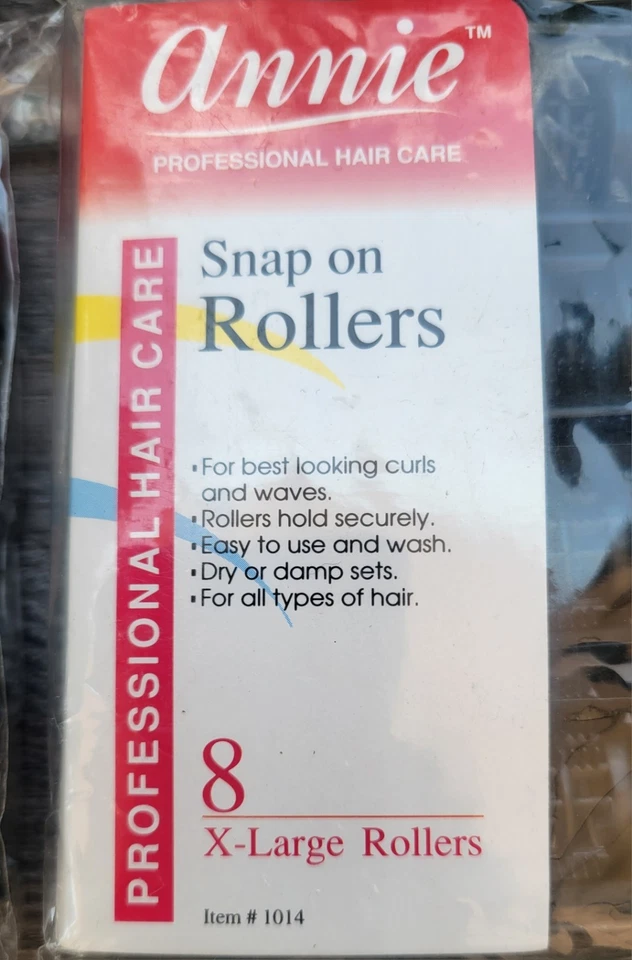 annie™
PROFESSIONAL HAIR CARE
PROFESSIONAL HAIR CARE
Snap on
Rollers
▪ For best looking curls
and waves.
▪ Rollers hold securely.
▪ Easy to use and wash.
▪ Dry or damp sets.
▪ For all types of hair.
8
X-Large Rollers
Item # 1014